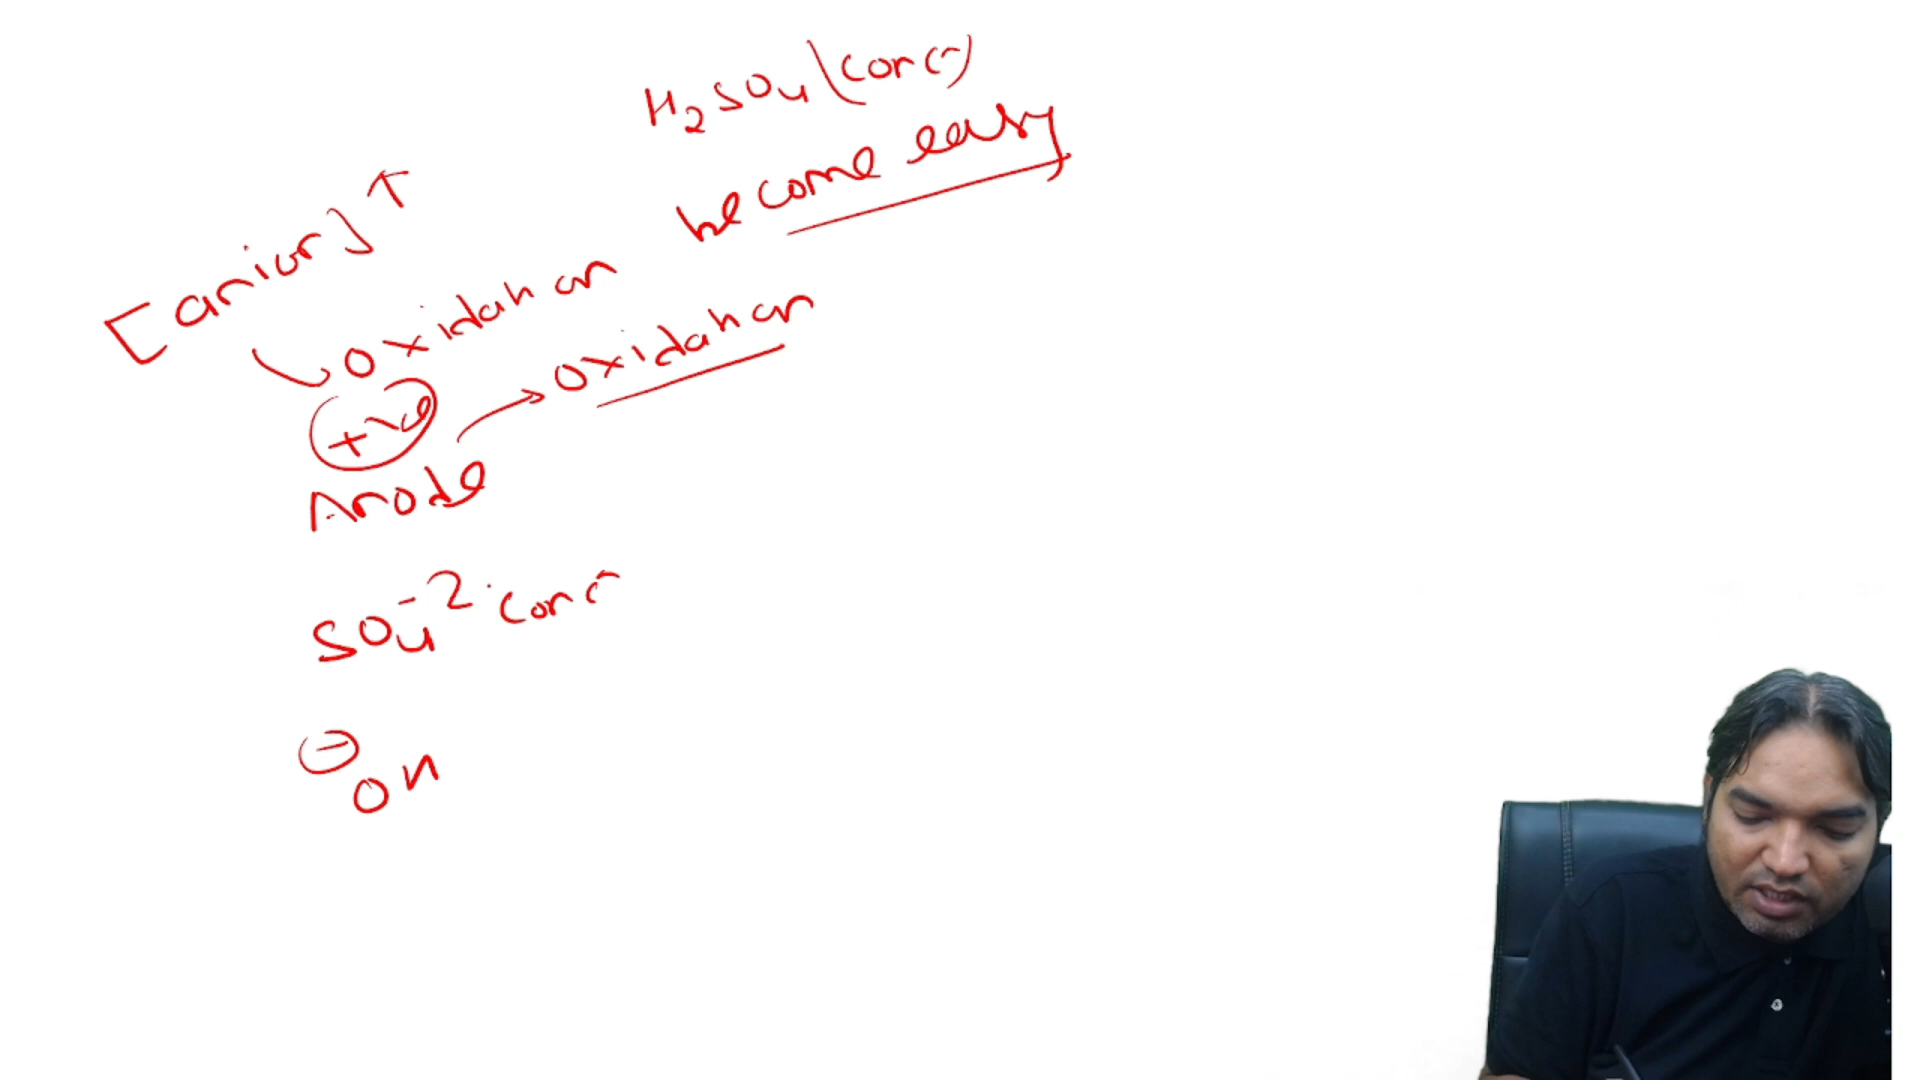 H2SO4 (conc)
[anion] ↑
oxidation become easy
+ve → oxidation
Anode
SO4-2 conc
⊖OH